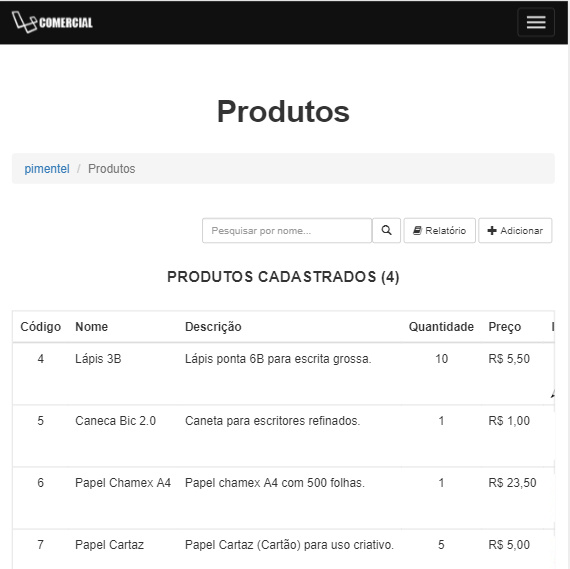 COMERCIAL
Produtos
pimentel / Produtos
Pesquisar por nome... Relatório Adicionar
PRODUTOS CADASTRADOS (4)
Código Nome Descrição Quantidade Preço
4 Lápis 3B Lápis ponta 6B para escrita grossa. 10 R$ 5,50
5 Caneca Bic 2.0 Caneta para escritores refinados. 1 R$ 1,00
6 Papel Chamex A4 Papel chamex A4 com 500 folhas. 1 R$ 23,50
7 Papel Cartaz Papel Cartaz (Cartão) para uso criativo. 5 R$ 5,00